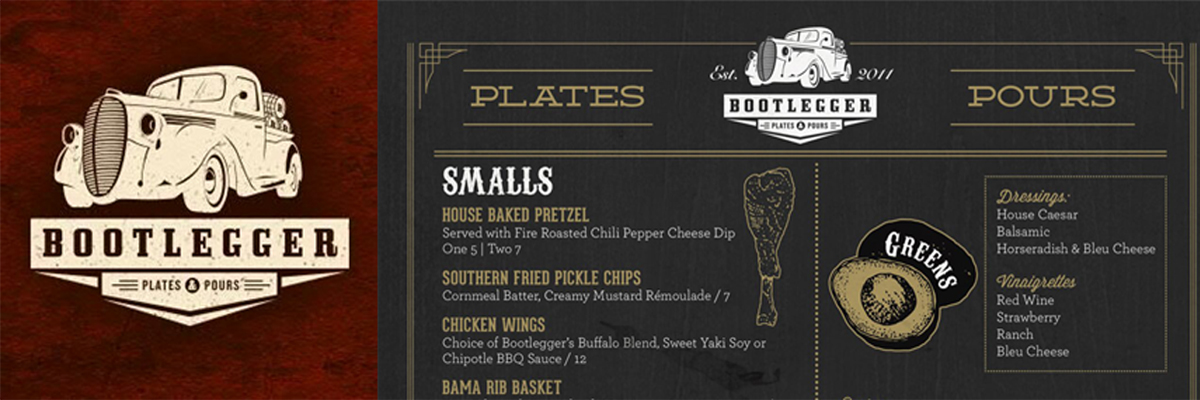 BOOTLEGGER
PLATES & POURS
PLATES
Est. 2011
BOOTLEGGER
PLATES & POURS
POURS
SMALLS
HOUSE BAKED PRETZEL
Served with Fire Roasted Chili Pepper Cheese Dip
One 5 | Two 7
SOUTHERN FRIED PICKLE CHIPS
Cornmeal Batter, Creamy Mustard Rémoulade / 7
CHICKEN WINGS
Choice of Bootlegger's Buffalo Blend, Sweet Yaki Soy or
Chipotle BBQ Sauce / 12
BAMA RIB BASKET
GREENS
Dressings:
House Caesar
Balsamic
Horseradish & Bleu Cheese
Vinaigrettes
Red Wine
Strawberry
Ranch
Bleu Cheese